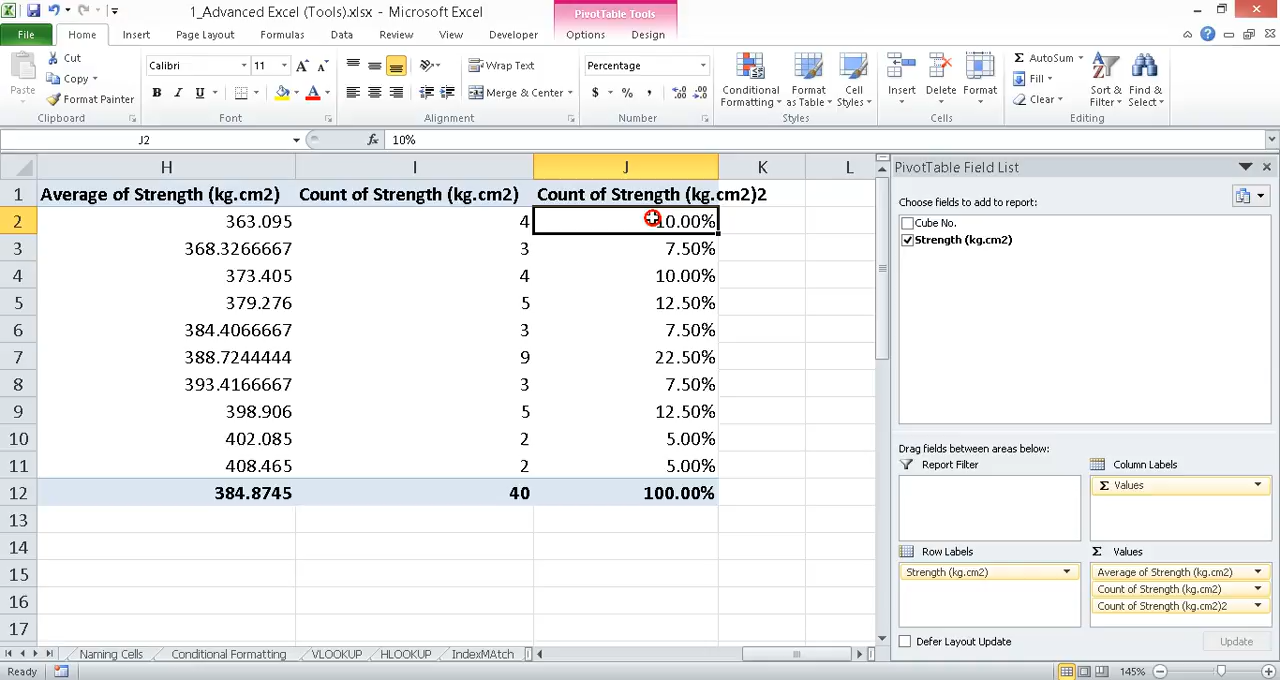 1_Advanced Excel (Tools).xlsx - Microsoft Excel
PivotTable Tools
File Home Insert Page Layout Formulas Data Review View Developer Options Design
Paste
Cut
Copy
Format Painter
Clipboard
Calibri 11
B I U
Font
Wrap Text
Merge & Center
Alignment
Percentage
$ % ,
Number
Conditional Formatting
Format as Table
Cell Styles
Styles
Insert
Delete
Format
Cells
AutoSum
Fill
Clear
Sort & Filter
Find & Select
Editing
J2 fx 10%
H I J K L
1 Average of Strength (kg.cm2) Count of Strength (kg.cm2) Count of Strength (kg.cm2)2
2 363.095 4 10.00%
3 368.3266667 3 7.50%
4 373.405 4 10.00%
5 379.276 5 12.50%
6 384.4066667 3 7.50%
7 388.7244444 9 22.50%
8 393.4166667 3 7.50%
9 398.906 5 12.50%
10 402.085 2 5.00%
11 408.465 2 5.00%
12 384.8745 40 100.00%
13
14
15
16
17
PivotTable Field List
Choose fields to add to report:
Cube No.
Strength (kg.cm2)
Drag fields between areas below:
Report Filter
Column Labels
Σ Values
Row Labels
Σ Values
Strength (kg.cm2)
Average of Strength (kg.cm2)
Count of Strength (kg.cm2)
Count of Strength (kg.cm2)2
Defer Layout Update
Update
Naming Cells Conditional Formatting VLOOKUP HLOOKUP IndexMAtch
Ready
145%